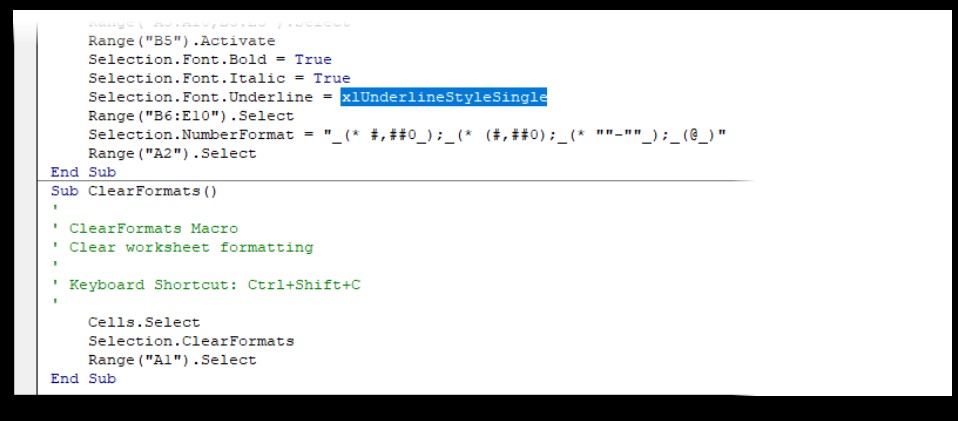 Range("B5").Activate
Selection.Font.Bold = True
Selection.Font.Italic = True
Selection.Font.Underline = xlUnderlineStyleSingle
Range("B6:E10").Select
Selection.NumberFormat = "_(* #,##0_);_(* (#,##0);_(* ""-""_);_(@_)"
Range("A2").Select
End Sub
Sub ClearFormats()
'
' ClearFormats Macro
' Clear worksheet formatting
'
' Keyboard Shortcut: Ctrl+Shift+C
'
Cells.Select
Selection.ClearFormats
Range("A1").Select
End Sub